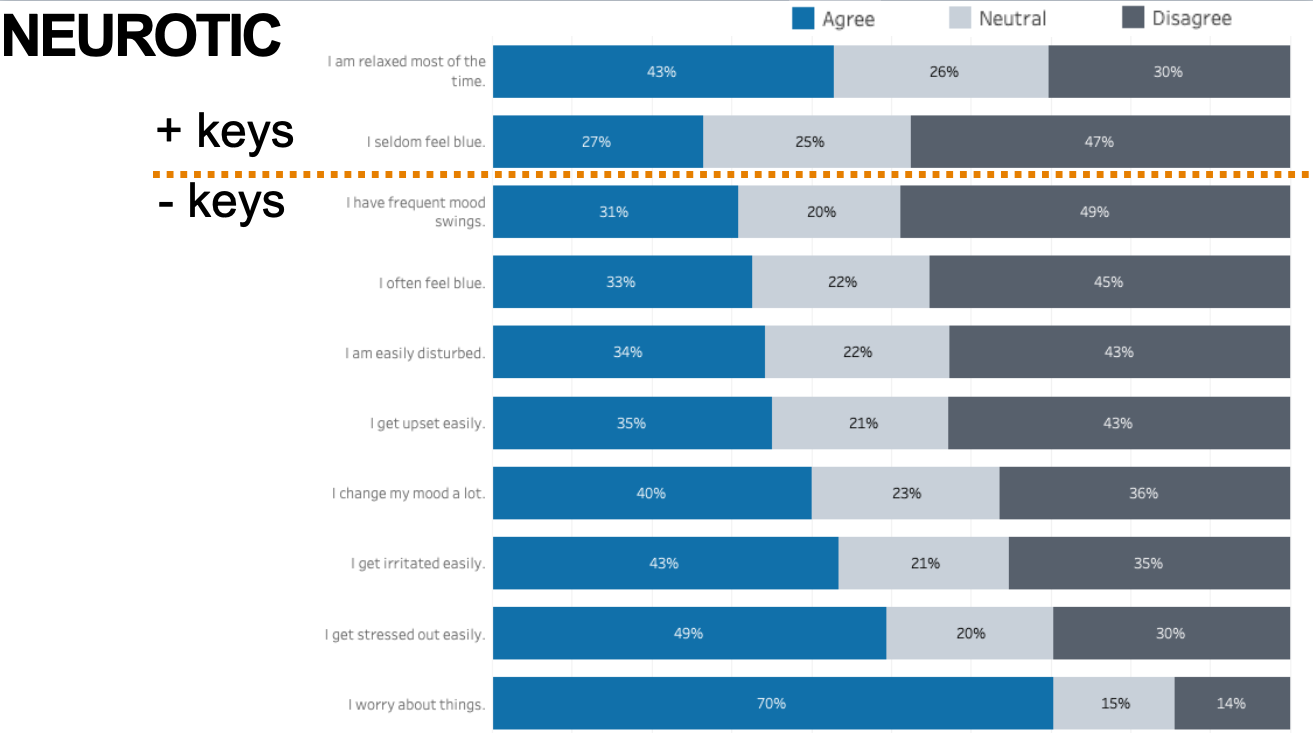 NEUROTIC
Agree
Neutral
Disagree
I am relaxed most of the
time.
43%
26%
30%
+ keys
I seldom feel blue.
27%
25%
47%
- keys
I have frequent mood
swings.
31%
20%
49%
I often feel blue.
33%
22%
45%
I am easily disturbed.
34%
22%
43%
I get upset easily.
35%
21%
43%
I change my mood a lot.
40%
23%
36%
I get irritated easily.
43%
21%
35%
I get stressed out easily.
49%
20%
30%
I worry about things.
70%
15%
14%